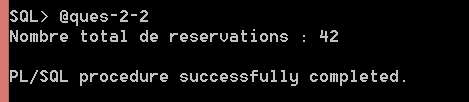 SQL> @ques-2-2
Nombre total de reservations : 42
PL/SQL procedure successfully completed.